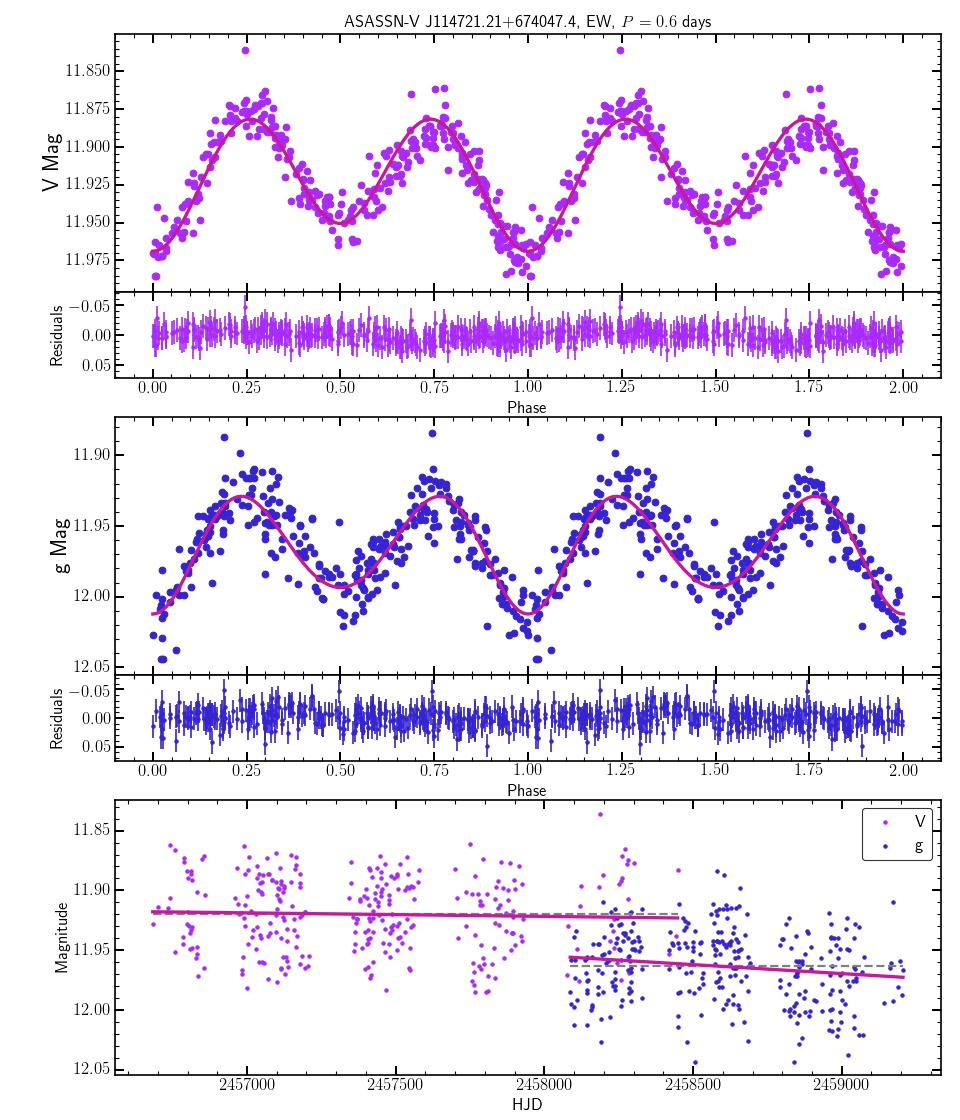 ASASSN-V J114721.21+674047.4, EW, P = 0.6 days
V Mag
11.850
11.875
11.900
11.925
11.950
11.975
Residuals
−0.05
0.00
0.05
0.00 0.25 0.50 0.75 1.00 1.25 1.50 1.75 2.00
Phase
g Mag
11.90
11.95
12.00
12.05
Residuals
−0.05
0.00
0.05
0.00 0.25 0.50 0.75 1.00 1.25 1.50 1.75 2.00
Phase
Magnitude
11.85
11.90
11.95
12.00
12.05
V
g
2457000 2457500 2458000 2458500 2459000
HJD